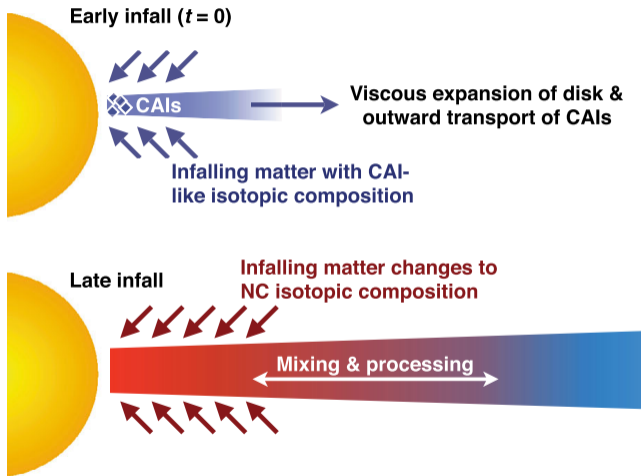 Early infall (t = 0)
CAIs
Viscous expansion of disk &
outward transport of CAIs
Infalling matter with CAI-
like isotopic composition
Late infall
Infalling matter changes to
NC isotopic composition
Mixing & processing